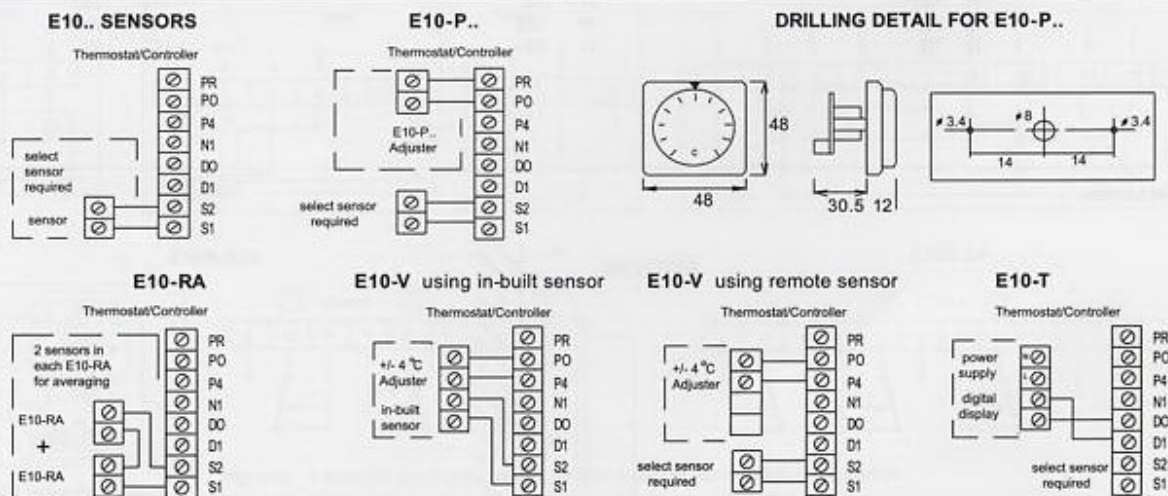 E10.. SENSORS
Thermostat/Controller
PR
PO
P4
N1
DO
D1
S2
S1
select
sensor
required
sensor
E10-P..
Thermostat/Controller
PR
PO
P4
N1
DO
D1
S2
S1
E10-P..
Adjuster
select sensor
required
DRILLING DETAIL FOR E10-P..
C
48
48
30.5 12
ø 3.4
ø 8
ø 3.4
14 14
E10-RA
Thermostat/Controller
2 sensors in
each E10-RA
for averaging
E10-RA
+
E10-RA
PR
PO
P4
N1
DO
D1
S2
S1
E10-V using in-built sensor
Thermostat/Controller
+/- 4 °C
Adjuster
in-built
sensor
PR
PO
P4
N1
DO
D1
S2
S1
E10-V using remote sensor
Thermostat/Controller
+/- 4 °C
Adjuster
select sensor
required
PR
PO
P4
N1
DO
D1
S2
S1
E10-T
Thermostat/Controller
power
supply
N
L
digital
display
select sensor
required
PR
PO
P4
N1
DO
D1
S2
S1